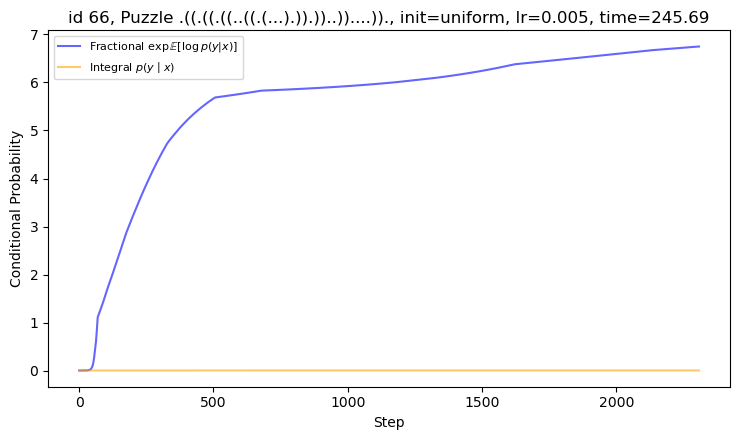 id 66, Puzzle .((.((.((..((.(...).)).))..))....))., init=uniform, lr=0.005, time=245.69
Fractional exp 𝔼[log p(y|x)]
Integral p(y | x)
7
6
5
4
3
2
1
0
Conditional Probability
0 500 1000 1500 2000
Step